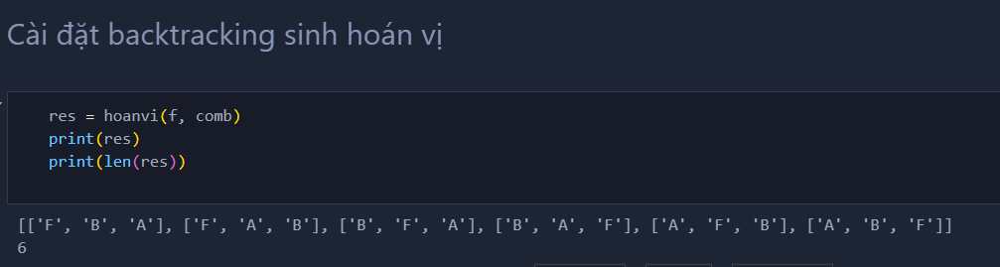 Cài đặt backtracking sinh hoán vị
res = hoanvi(f, comb)
print(res)
print(len(res))
[['F', 'B', 'A'], ['F', 'A', 'B'], ['B', 'F', 'A'], ['B', 'A', 'F'], ['A', 'F', 'B'], ['A', 'B', 'F']]
6